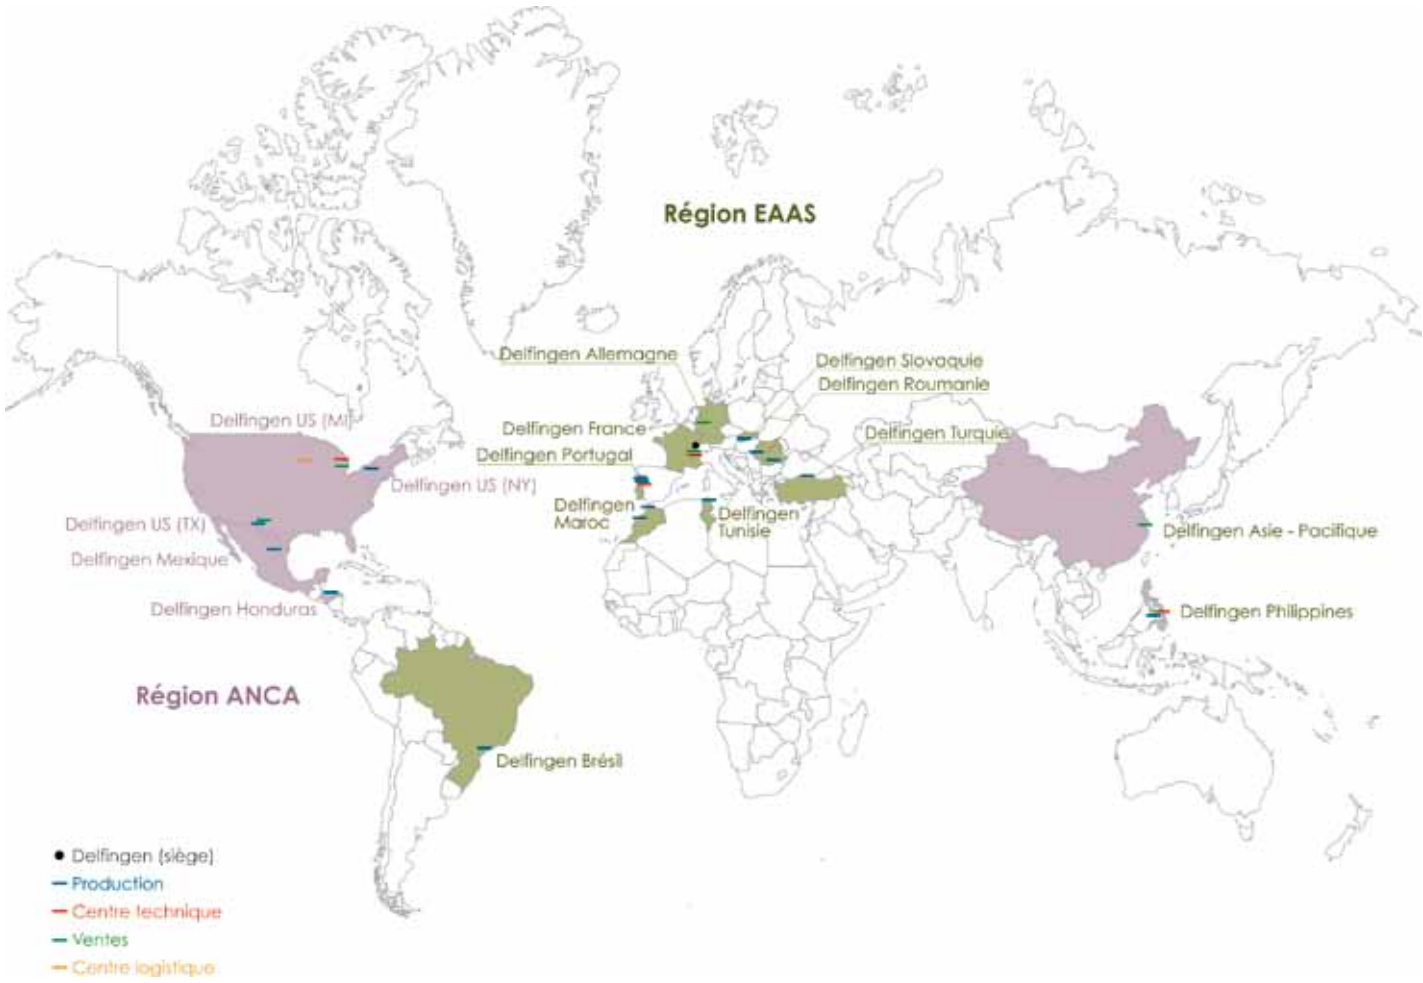 Région EAAS
Delfingen Allemagne
Delfingen Slovaquie
Delfingen Roumanie
Delfingen US (MI)
Delfingen France
Delfingen Turquie
Delfingen Portugal
Delfingen US (NY)
Delfingen
Maroc
Delfingen
Tunisie
Delfingen US (TX)
Delfingen Asie - Pacifique
Delfingen Mexique
Delfingen Honduras
Delfingen Philippines
Région ANCA
Delfingen Brésil
Delfingen (siège)
Production
Centre technique
Ventes
Centre logistique